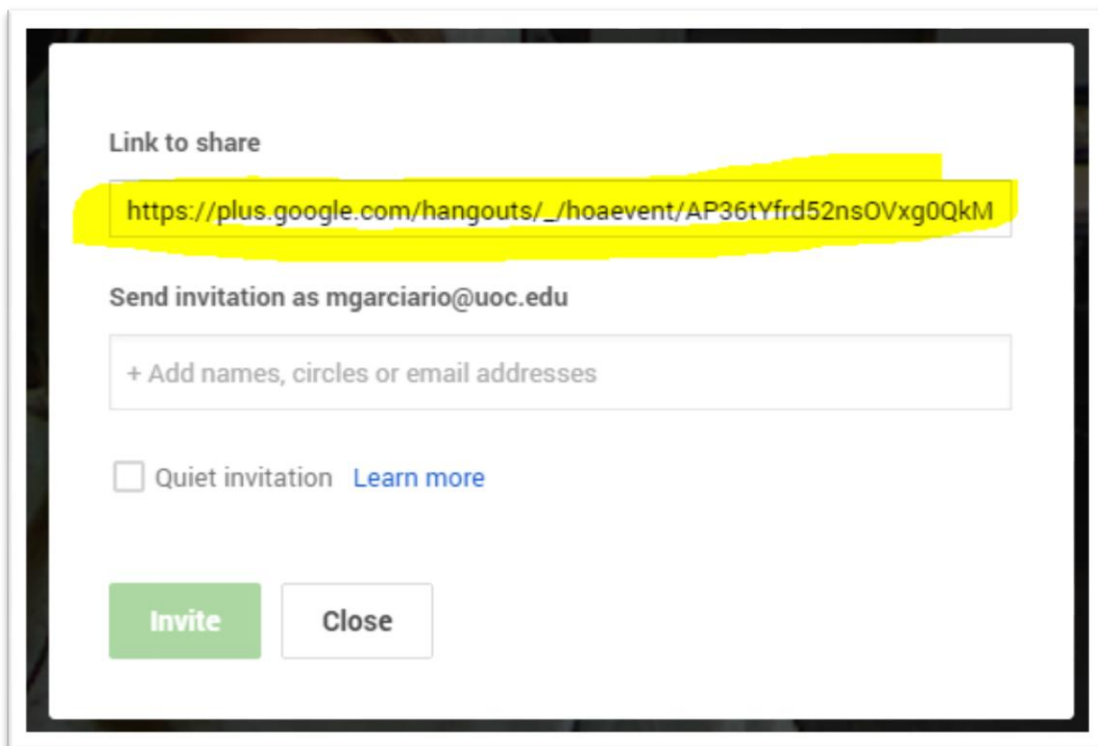 Link to share
https://plus.google.com/hangouts/_/hoaevent/AP36tYfrd52nsOVxg0QkM
Send invitation as mgarciario@uoc.edu
+ Add names, circles or email addresses
Quiet invitation Learn more
Invite Close